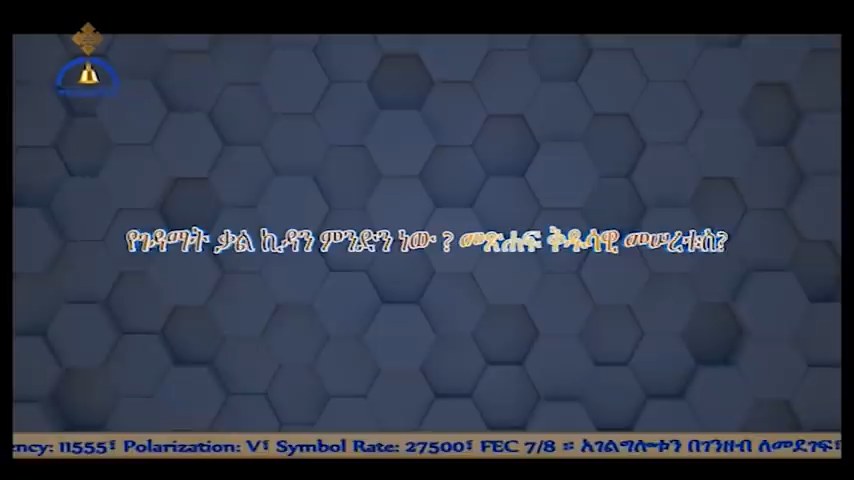 የገዳማት ቃል ኪዳን ምንድን ነው ? መጽሐፍ ቅዱሳዊ መሠረቱስ?
ncy: 11555፤ Polarization: V፤ Symbol Rate: 27500፤ FEC 7/8 ። አገልግሎቱን በገንዘብ ለመደገፍ፤